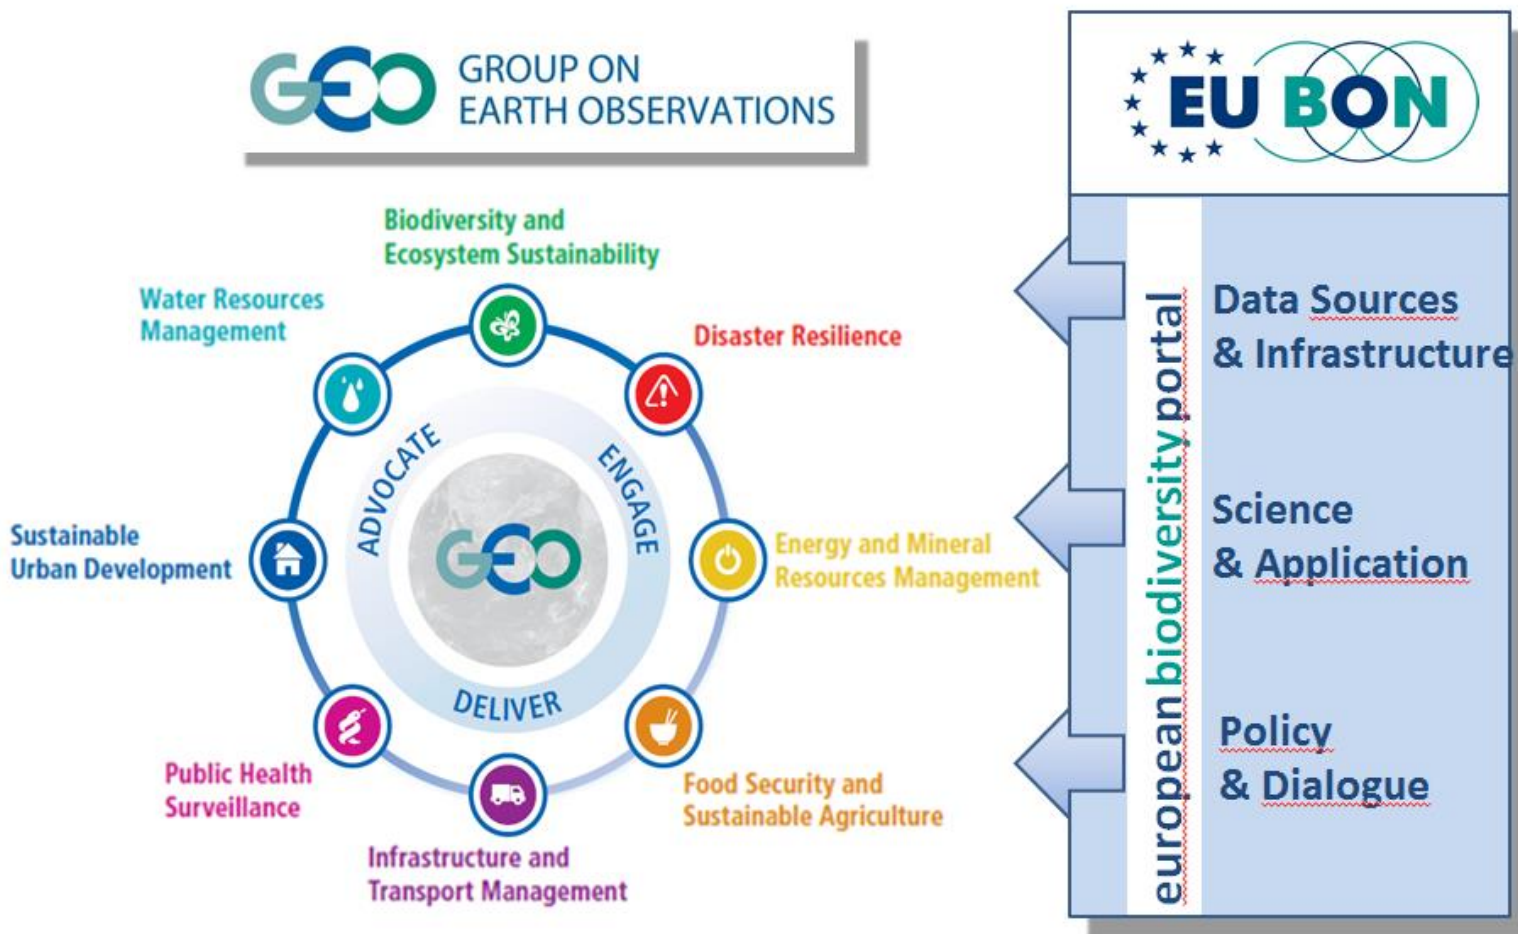 GEO
GROUP ON
EARTH OBSERVATIONS
Biodiversity and
Ecosystem Sustainability
Water Resources
Management
Disaster Resilience
Sustainable
Urban Development
Energy and Mineral
Resources Management
Public Health
Surveillance
Food Security and
Sustainable Agriculture
Infrastructure and
Transport Management
ADVOCATE
ENGAGE
DELIVER
GEO
EU BON
european biodiversity portal
Data Sources
& Infrastructure
Science
& Application
Policy
& Dialogue